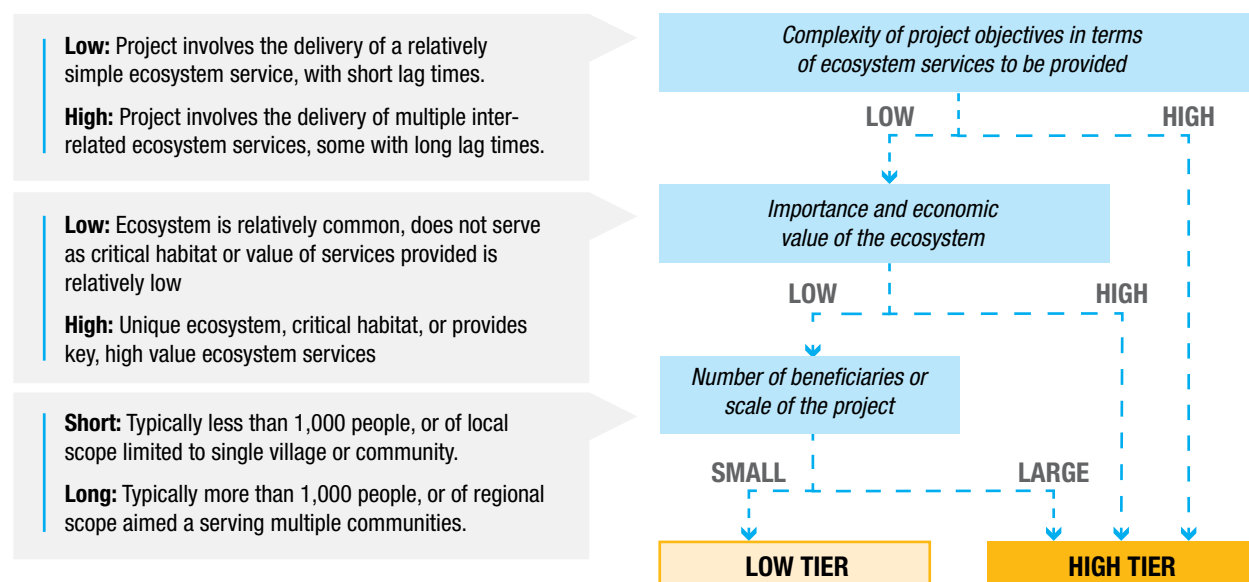 Low: Project involves the delivery of a relatively
simple ecosystem service, with short lag times.
High: Project involves the delivery of multiple inter-
related ecosystem services, some with long lag times.
Low: Ecosystem is relatively common, does not serve
as critical habitat or value of services provided is
relatively low
High: Unique ecosystem, critical habitat, or provides
key, high value ecosystem services
Short: Typically less than 1,000 people, or of local
scope limited to single village or community.
Long: Typically more than 1,000 people, or of regional
scope aimed a serving multiple communities.
Complexity of project objectives in terms
of ecosystem services to be provided
LOW HIGH
Importance and economic
value of the ecosystem
LOW HIGH
Number of beneficiaries or
scale of the project
SMALL LARGE
LOW TIER HIGH TIER